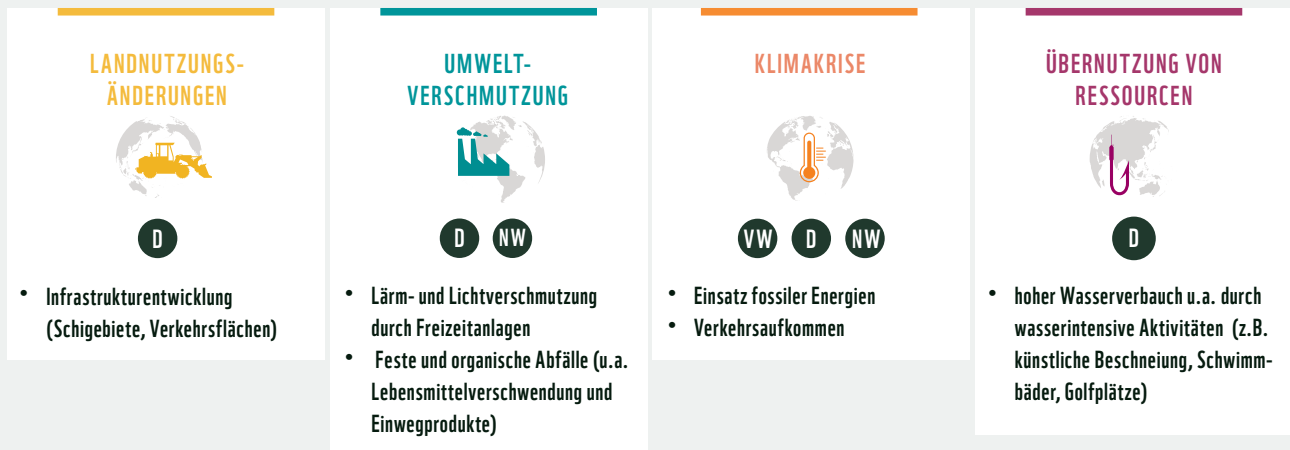 LANDNUTZUNGS-
ÄNDERUNGEN
D
• Infrastrukturentwicklung
(Schigebiete, Verkehrsflächen)
UMWELT-
VERSCHMUTZUNG
D NW
• Lärm- und Lichtverschmutzung
durch Freizeitanlagen
• Feste und organische Abfälle (u.a.
Lebensmittelverschwendung und
Einwegprodukte)
KLIMAKRISE
VW D NW
• Einsatz fossiler Energien
• Verkehrsaufkommen
ÜBERNUTZUNG VON
RESSOURCEN
D
• hoher Wasserverbauch u.a. durch
wasserintensive Aktivitäten (z.B.
künstliche Beschneiung, Schwimm-
bäder, Golfplätze)